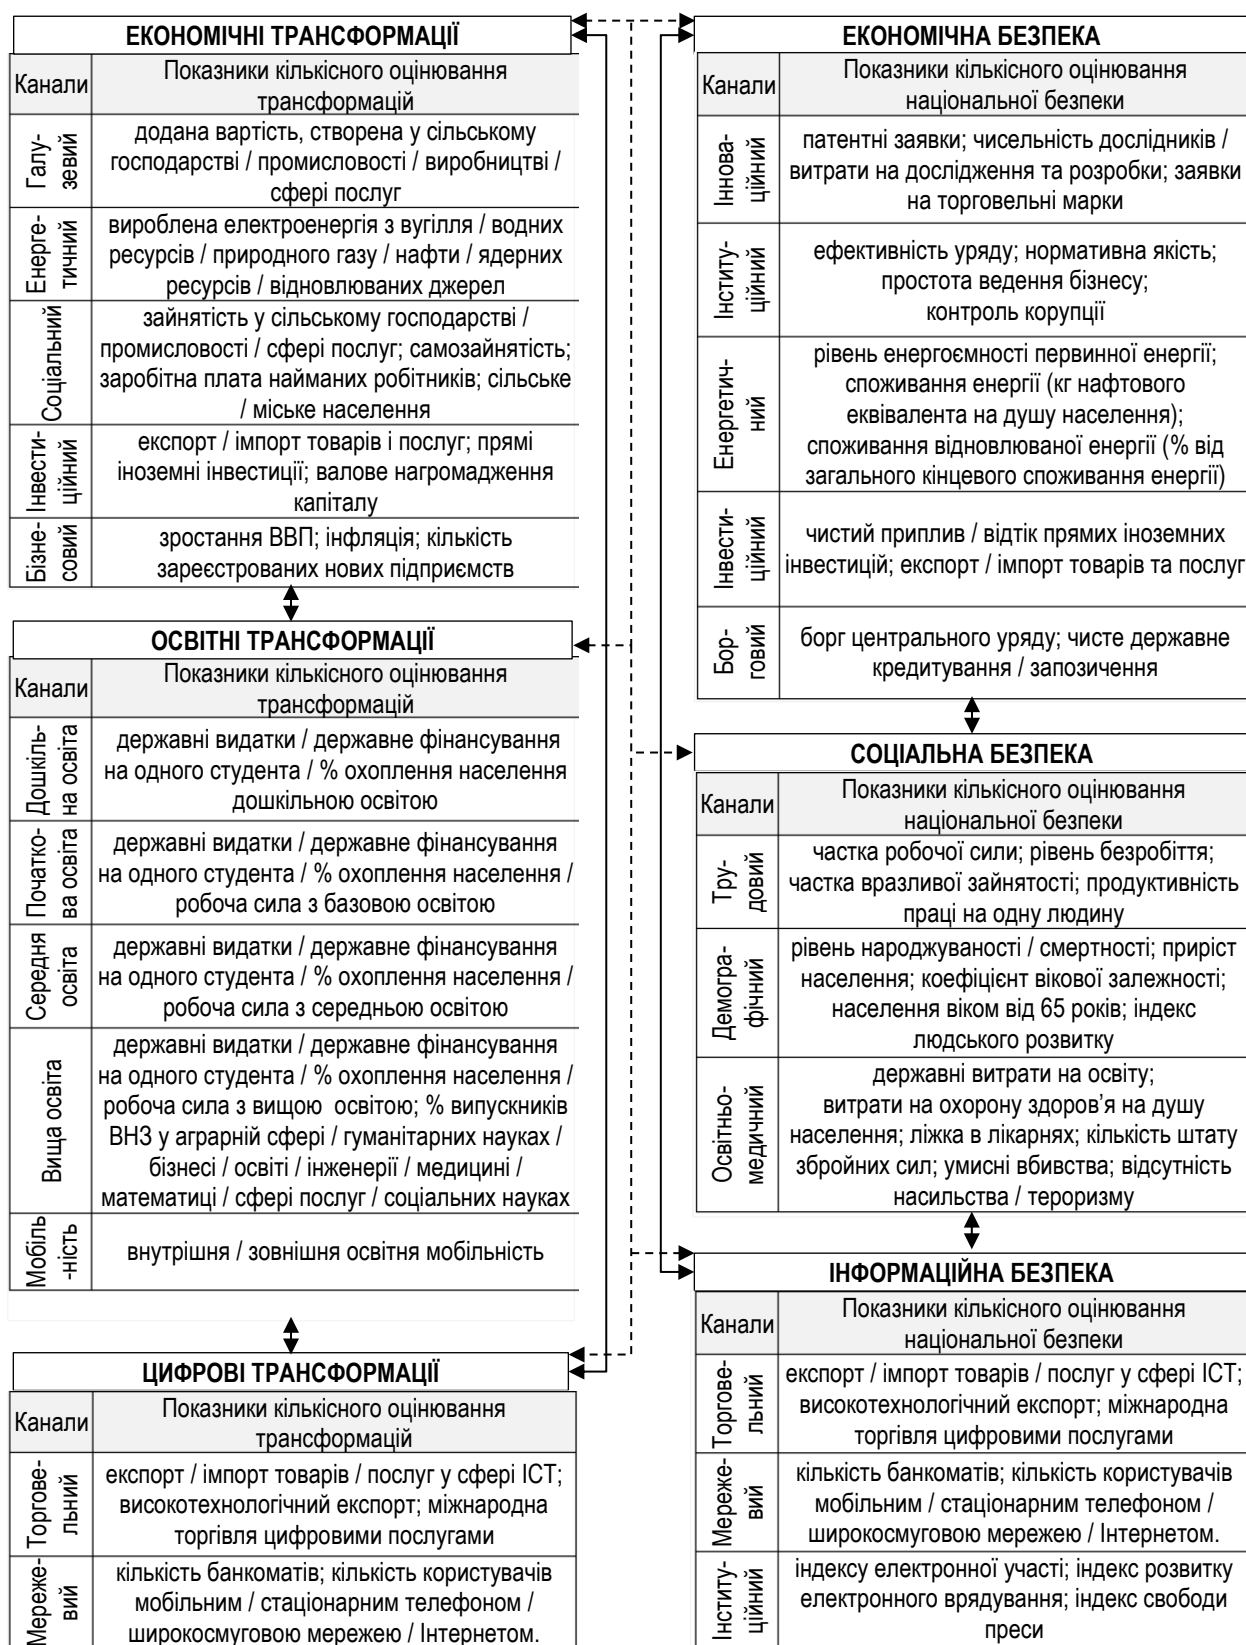 ЕКОНОМІЧНІ ТРАНСФОРМАЦІЇ
Канали
Показники кількісного оцінювання
трансформацій
Галу-
зевий
додана вартість, створена у сільському
господарстві / промисловості / виробництві /
сфері послуг
Енерге-
тичний
вироблена електроенергія з вугілля / водних
ресурсів / природного газу / нафти / ядерних
ресурсів / відновлюваних джерел
Соціальний
зайнятість у сільському господарстві /
промисловості / сфері послуг; самозайнятість;
заробітна плата найманих робітників; сільське
/ міське населення
Інвести-
ційний
експорт / імпорт товарів і послуг; прямі
іноземні інвестиції; валове нагромадження
капіталу
Бізне-
совий
зростання ВВП; інфляція; кількість
зареєстрованих нових підприємств
ОСВІТНІ ТРАНСФОРМАЦІЇ
Канали
Показники кількісного оцінювання
трансформацій
Дошкіль-
на освіта
державні видатки / державне фінансування
на одного студента / % охоплення населення
дошкільною освітою
Початко-
ва освіта
державні видатки / державне фінансування
на одного студента / % охоплення населення /
робоча сила з базовою освітою
Середня
освіта
державні видатки / державне фінансування
на одного студента / % охоплення населення /
робоча сила з середньою освітою
Вища освіта
державні видатки / державне фінансування
на одного студента / % охоплення населення /
робоча сила з вищою освітою; % випускників
ВНЗ у аграрній сфері / гуманітарних науках /
бізнесі / освіті / інженерії / медицині /
математиці / сфері послуг / соціальних науках
Мобіль
-ність
внутрішня / зовнішня освітня мобільність
ЦИФРОВІ ТРАНСФОРМАЦІЇ
Канали
Показники кількісного оцінювання
трансформацій
Торгове-
льний
експорт / імпорт товарів / послуг у сфері ICT;
високотехнологічний експорт; міжнародна
торгівля цифровими послугами
Мереже-
вий
кількість банкоматів; кількість користувачів
мобільним / стаціонарним телефоном /
широкосмуговою мережею / Інтернетом.
ЕКОНОМІЧНА БЕЗПЕКА
Канали
Показники кількісного оцінювання
національної безпеки
Іннова-
ційний
патентні заявки; чисельність дослідників /
витрати на дослідження та розробки; заявки
на торговельні марки
Інститу-
ційний
ефективність уряду; нормативна якість;
простота ведення бізнесу;
контроль корупції
Енергетич-
ний
рівень енергоємності первинної енергії;
споживання енергії (кг нафтового
еквівалента на душу населення);
споживання відновлюваної енергії (% від
загального кінцевого споживання енергії)
Інвести-
ційний
чистий приплив / відтік прямих іноземних
інвестицій; експорт / імпорт товарів та послуг
Бор-
говий
борг центрального уряду; чисте державне
кредитування / запозичення
СОЦІАЛЬНА БЕЗПЕКА
Канали
Показники кількісного оцінювання
національної безпеки
Тру-
довий
частка робочої сили; рівень безробіття;
частка вразливої зайнятості; продуктивність
праці на одну людину
Демогра-
фічний
рівень народжуваності / смертності; приріст
населення; коефіцієнт вікової залежності;
населення віком від 65 років; індекс
людського розвитку
Освітньо-
медичний
державні витрати на освіту;
витрати на охорону здоров’я на душу
населення; ліжка в лікарнях; кількість штату
збройних сил; умисні вбивства; відсутність
насильства / тероризму
ІНФОРМАЦІЙНА БЕЗПЕКА
Канали
Показники кількісного оцінювання
національної безпеки
Торгове-
льний
експорт / імпорт товарів / послуг у сфері ICT;
високотехнологічний експорт; міжнародна
торгівля цифровими послугами
Мереже-
вий
кількість банкоматів; кількість користувачів
мобільним / стаціонарним телефоном /
широкосмуговою мережею / Інтернетом.
Інститу-
ційний
індексу електронної участі; індекс розвитку
електронного врядування; індекс свободи
преси